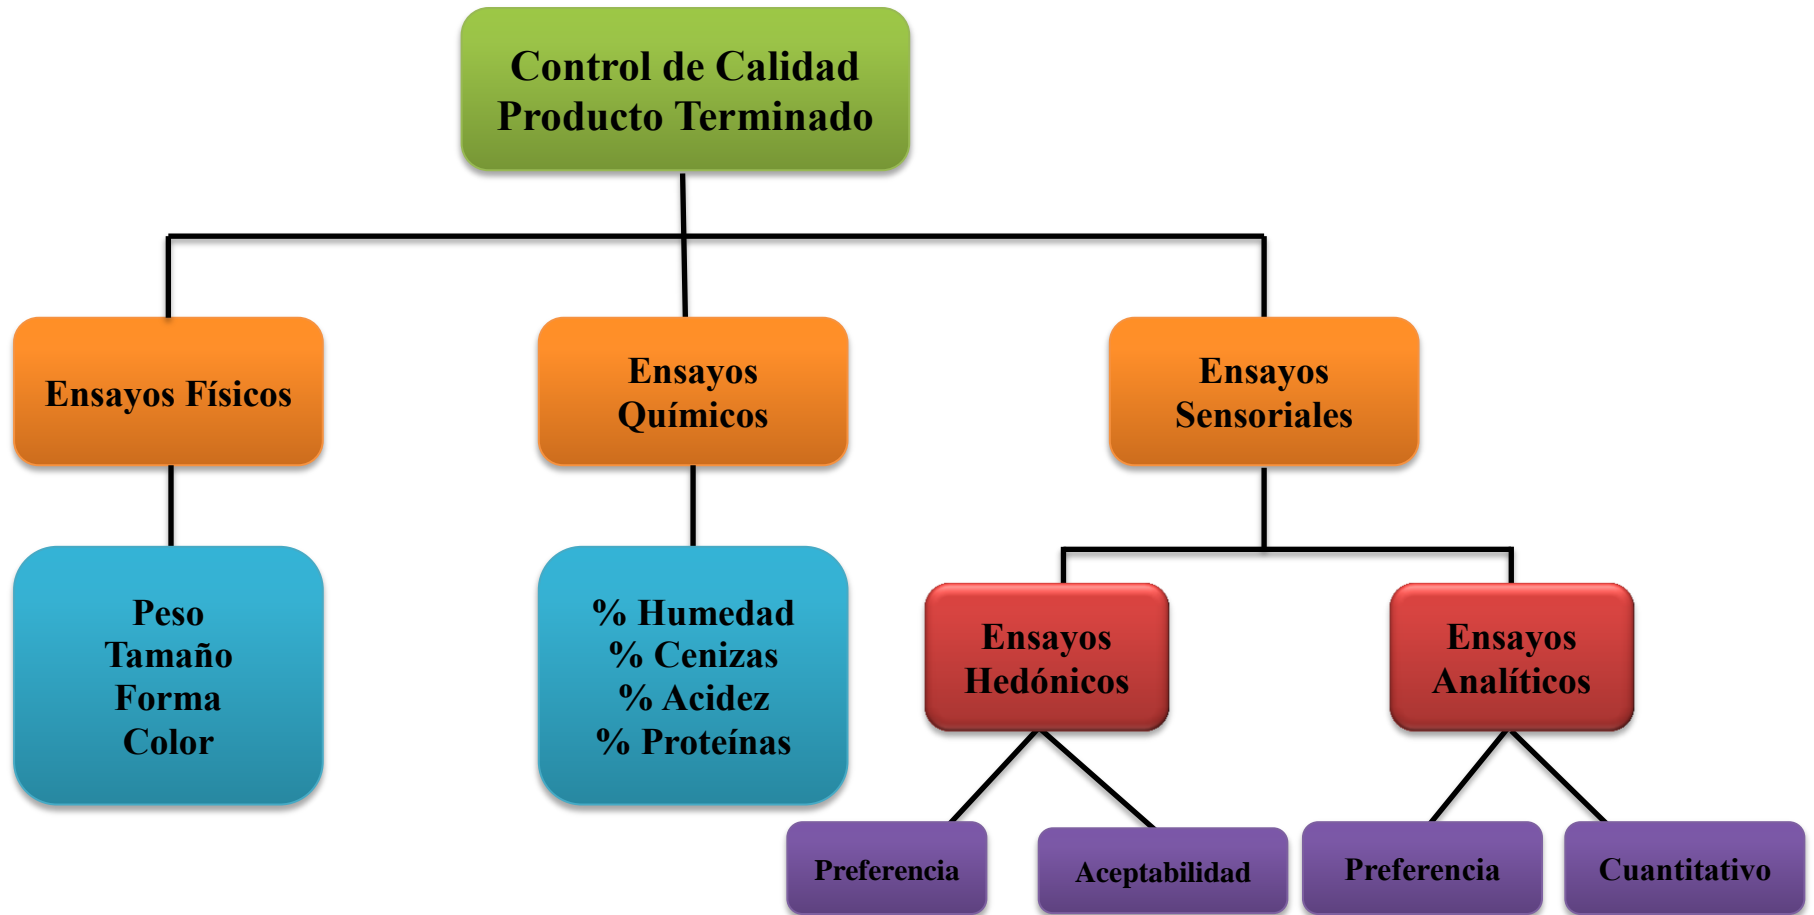 Control de Calidad
Producto Terminado
Ensayos Físicos
Ensayos
Químicos
Ensayos
Sensoriales
Peso
Tamaño
Forma
Color
% Humedad
% Cenizas
% Acidez
% Proteínas
Ensayos
Hedónicos
Ensayos
Analíticos
Preferencia
Aceptabilidad
Preferencia
Cuantitativo